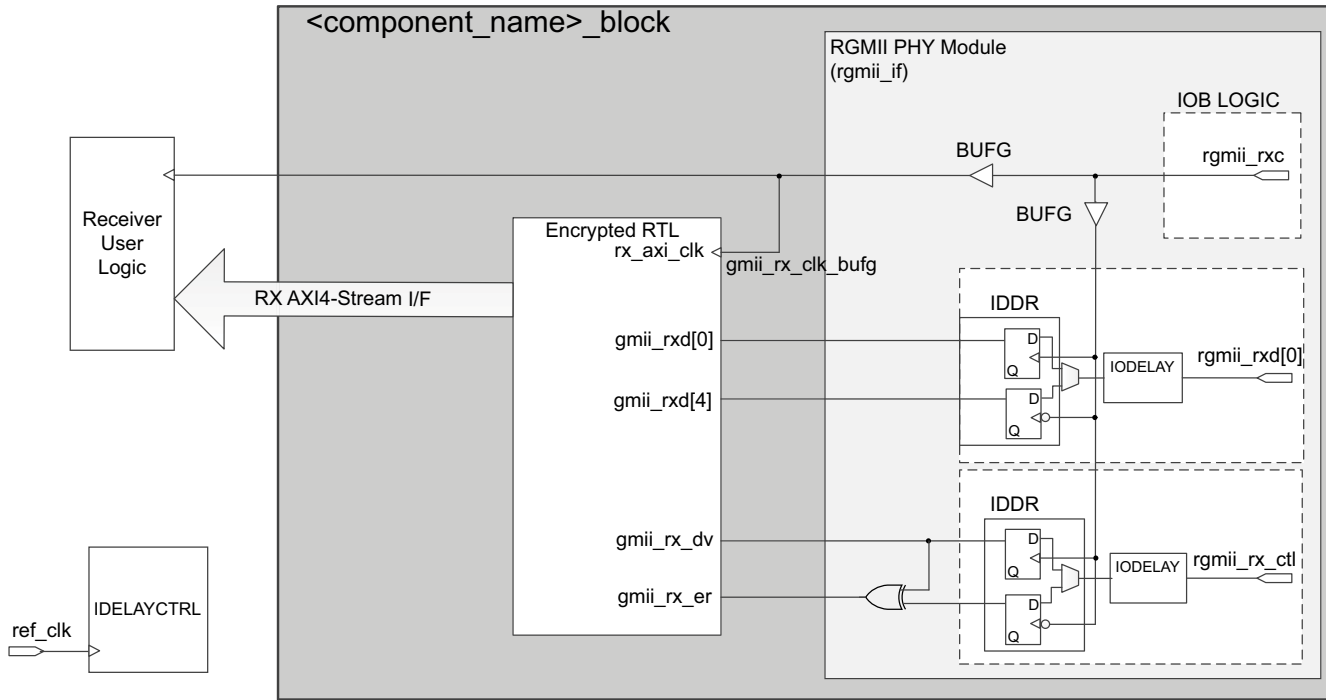 <component_name>_block
RGMII PHY Module
(rgmii_if)
IOB LOGIC
BUFG
rgmii_rxc
BUFG
Receiver
User
Logic
Encrypted RTL
rx_axi_clk
gmii_rx_clk_bufg
RX AXI4-Stream I/F
IDDR
gmii_rxd[0]
D
Q
IODELAY
rgmii_rxd[0]
gmii_rxd[4]
D
Q
IDDR
gmii_rx_dv
D
Q
IODELAY
rgmii_rx_ctl
gmii_rx_er
D
Q
IDELAYCTRL
ref_clk